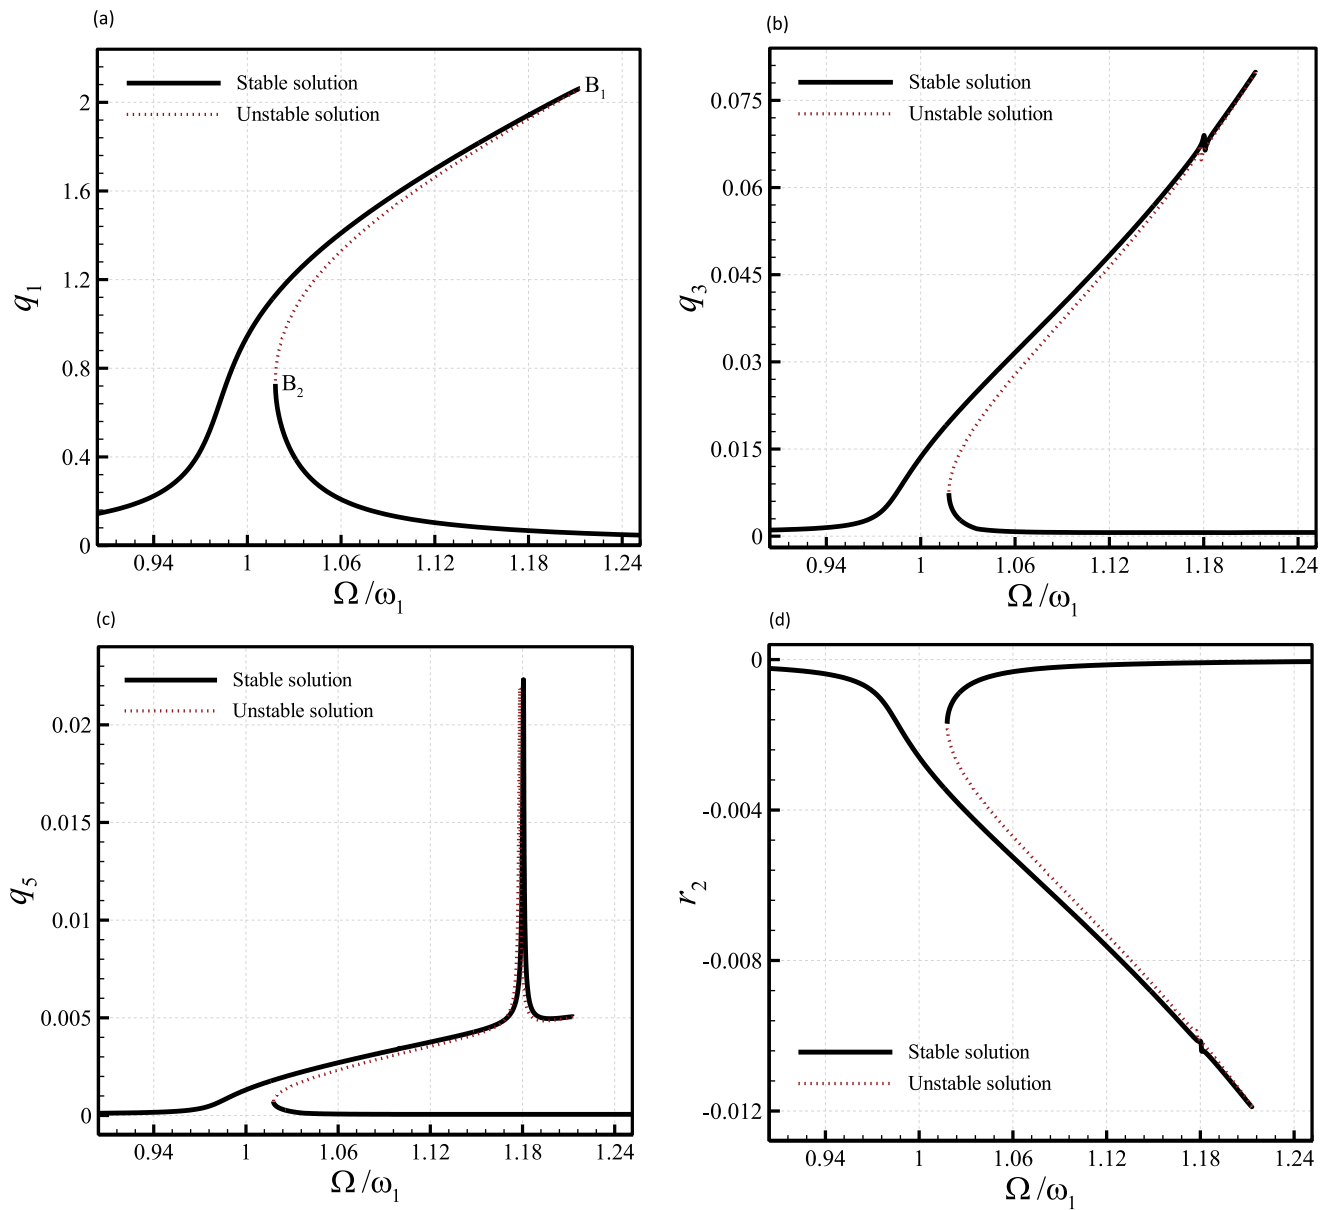 (a)
Stable solution
Unstable solution
B1
B2
2
1.6
1.2
0.8
0.4
0
q1
0.94
1
1.06
1.12
1.18
1.24
Ω/ω1
(b)
Stable solution
Unstable solution
0.075
0.06
0.045
0.03
0.015
0
q3
0.94
1
1.06
1.12
1.18
1.24
Ω/ω1
(c)
Stable solution
Unstable solution
0.02
0.015
0.01
0.005
0
q5
0.94
1
1.06
1.12
1.18
1.24
Ω/ω1
(d)
0
-0.004
-0.008
-0.012
r2
Stable solution
Unstable solution
0.94
1
1.06
1.12
1.18
1.24
Ω/ω1